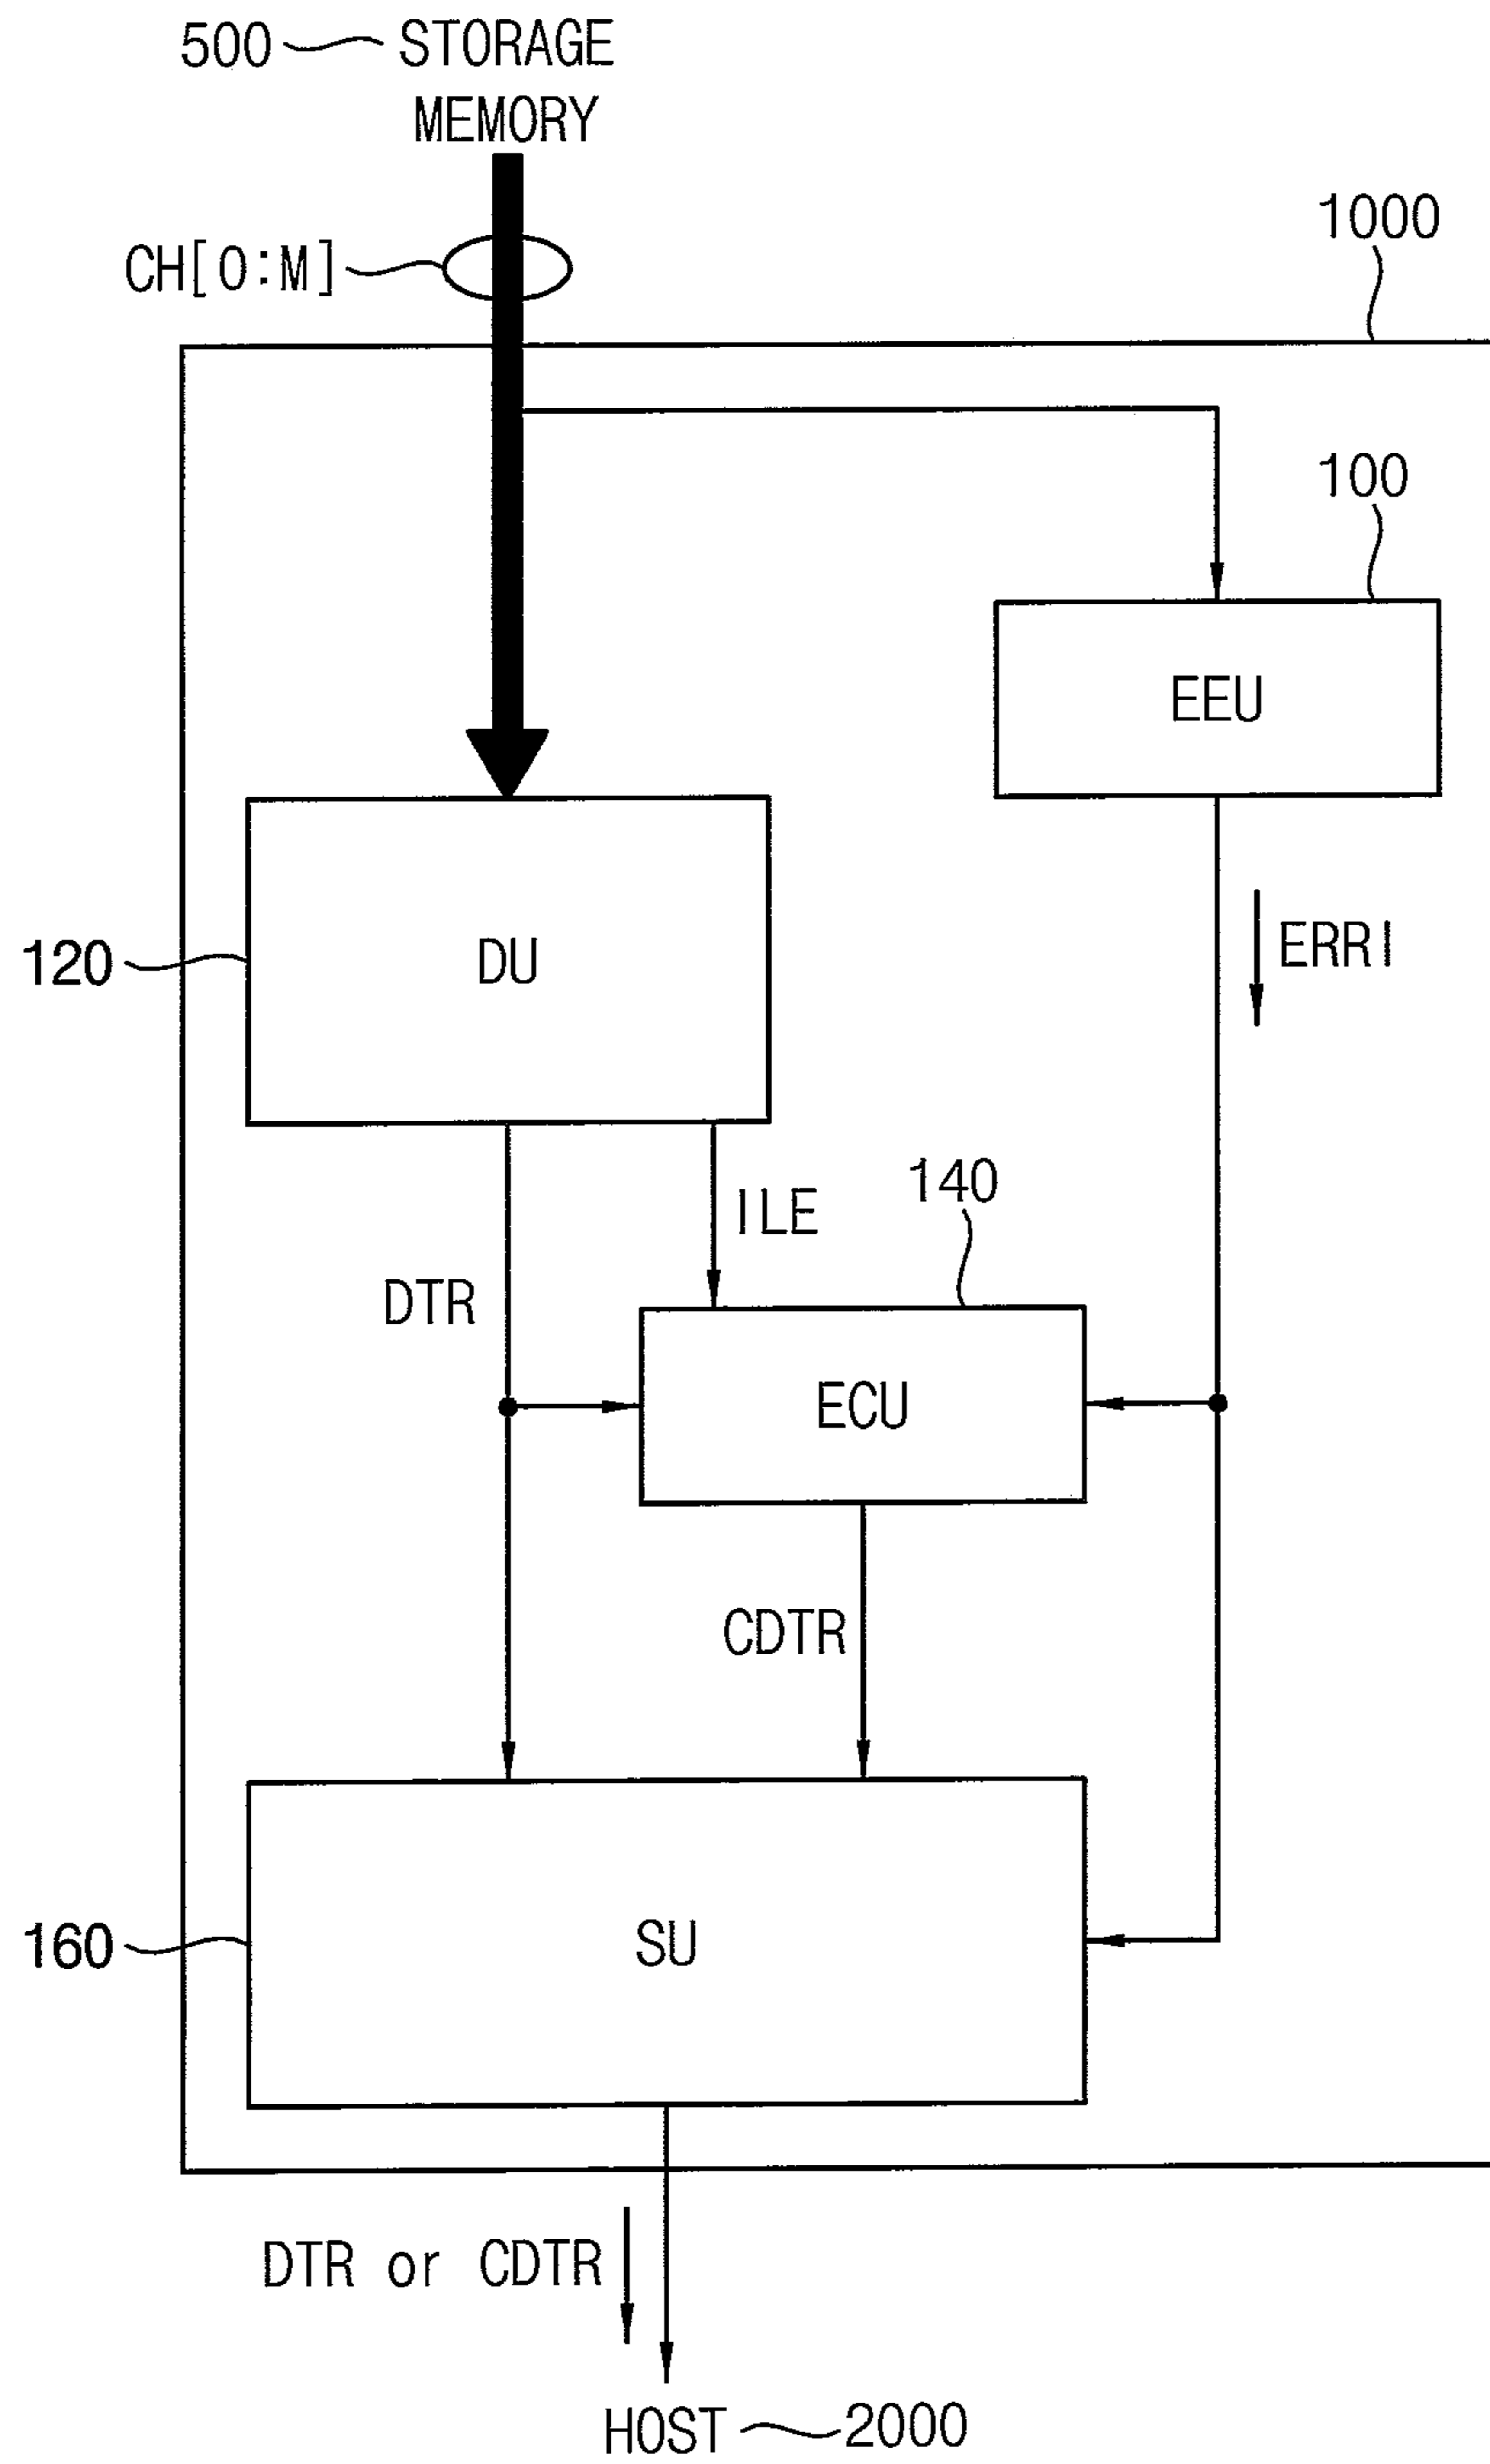 500 STORAGE
MEMORY
CH[0:M]
1000
100
EEU
120
DU
ERRI
140
ILE
DTR
ECU
CDTR
160
SU
DTR or CDTR
HOST 2000